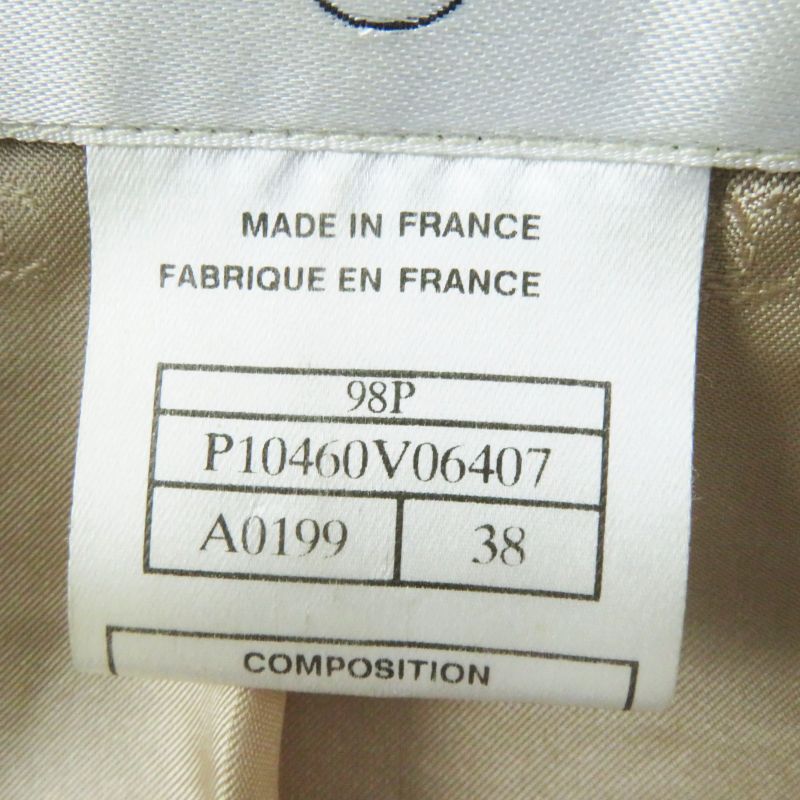 MADE IN FRANCE
FABRIQUE EN FRANCE
98P
P10460V06407
A0199 38
COMPOSITION